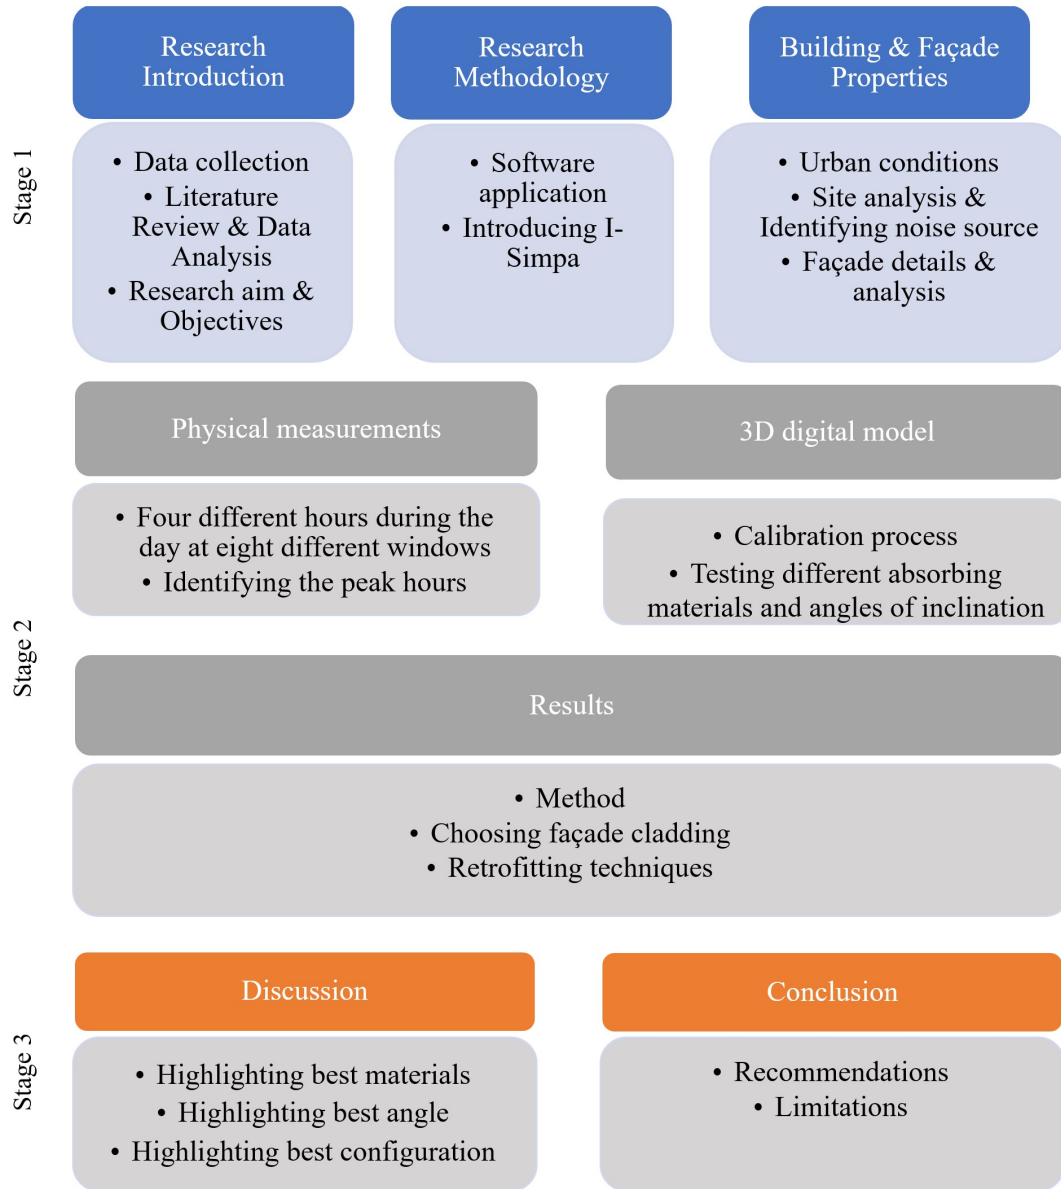 Stage 1
Research
Introduction
• Data collection
• Literature
Review & Data
Analysis
• Research aim &
Objectives
Research
Methodology
• Software
application
• Introducing I-
Simpa
Building & Façade
Properties
• Urban conditions
• Site analysis &
Identifying noise source
• Façade details &
analysis
Stage 2
Physical measurements
• Four different hours during the
day at eight different windows
• Identifying the peak hours
3D digital model
• Calibration process
• Testing different absorbing
materials and angles of inclination
Results
• Method
• Choosing façade cladding
• Retrofitting techniques
Stage 3
Discussion
• Highlighting best materials
• Highlighting best angle
• Highlighting best configuration
Conclusion
• Recommendations
• Limitations